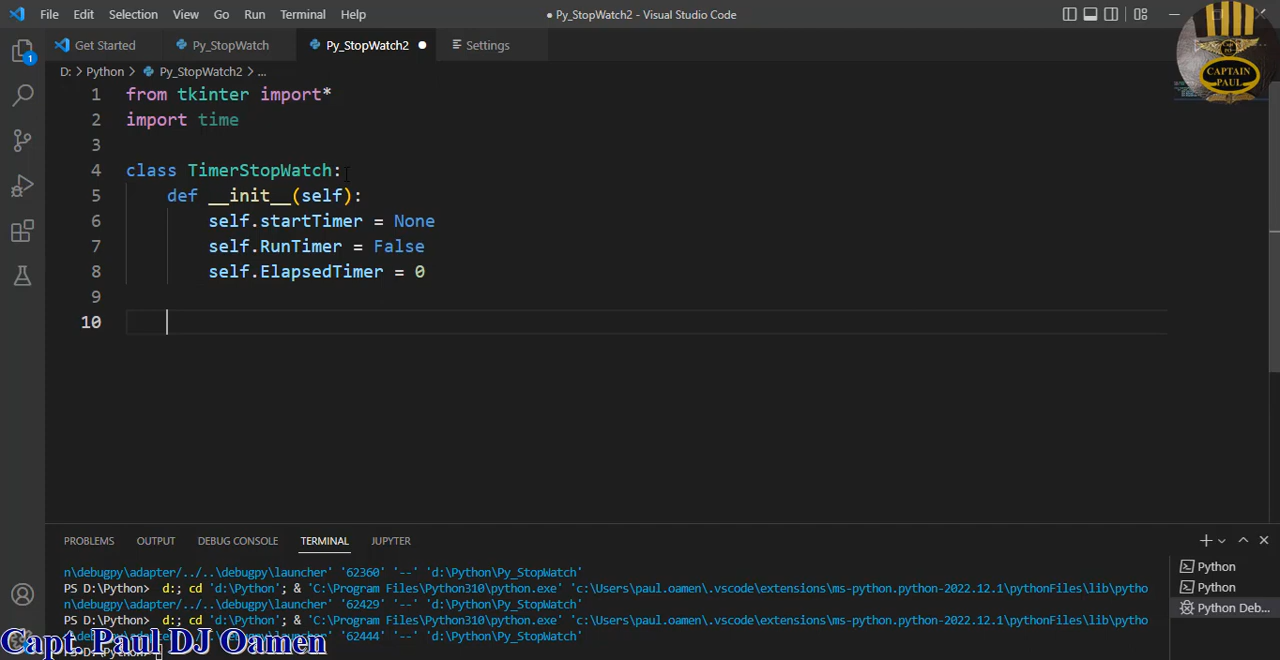 File Edit Selection View Go Run Terminal Help ● Py_StopWatch2 - Visual Studio Code
Get Started Py_StopWatch Py_StopWatch2 Settings
D: > Python > Py_StopWatch2 > ...
CAPTAIN
PAUL
1 from tkinter import*
2 import time
3
4 class TimerStopWatch:
5 def __init__(self):
6 self.startTimer = None
7 self.RunTimer = False
8 self.ElapsedTimer = 0
9
10
1
PROBLEMS OUTPUT DEBUG CONSOLE TERMINAL JUPYTER
n\debugpy\adapter/../..\debugpy\launcher' '62360' '--' 'd:\Python\Py_StopWatch'
PS D:\Python> d:; cd 'd:\Python'; & 'C:\Program Files\Python310\python.exe' 'c:\Users\paul.oamen\.vscode\extensions\ms-python.python-2022.12.1\pythonFiles\lib\pytho
n\debugpy\adapter/../..\debugpy\launcher' '62429' '--' 'd:\Python\Py_StopWatch'
PS D:\Python> d:; cd 'd:\Python'; & 'C:\Program Files\Python310\python.exe' 'c:\Users\paul.oamen\.vscode\extensions\ms-python.python-2022.12.1\pythonFiles\lib\pytho
'62444' '--' 'd:\Python\Py_StopWatch'
PS D:\Python>
Python
Python
Python Deb...
Capt. Paul DJ Oamen